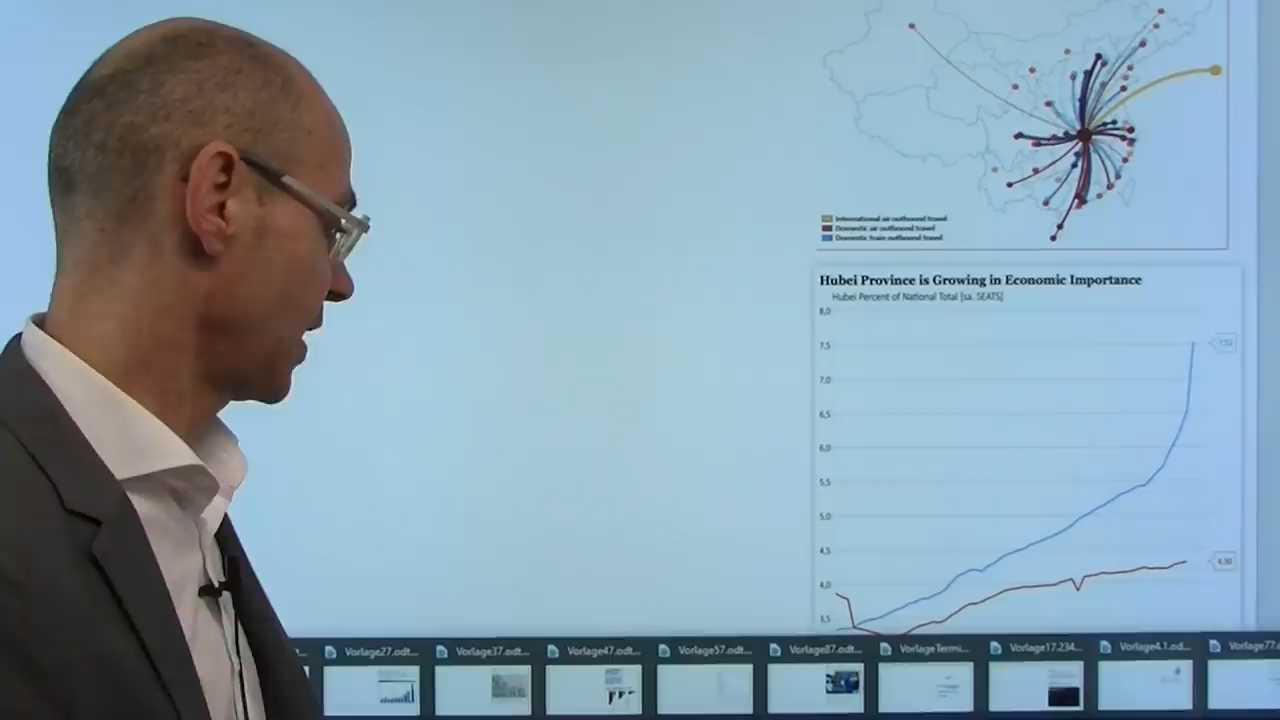 International air outbound travel
Domestic air outbound travel
Domestic train outbound travel
Hubei Province is Growing in Economic Importance
Hubei Percent of National Total [sa. SEATS]
8,0
7,5
7,0
6,5
6,0
5,5
5,0
4,5
4,0
3,5
4,30
Vorlage27.odt...
Vorlage37.odt...
Vorlage47.odt...
Vorlage57.odt...
Vorlage87.odt...
VorlageTermi...
Vorlage17.234...
Vorlage4.1.od...
Vorlage77.o